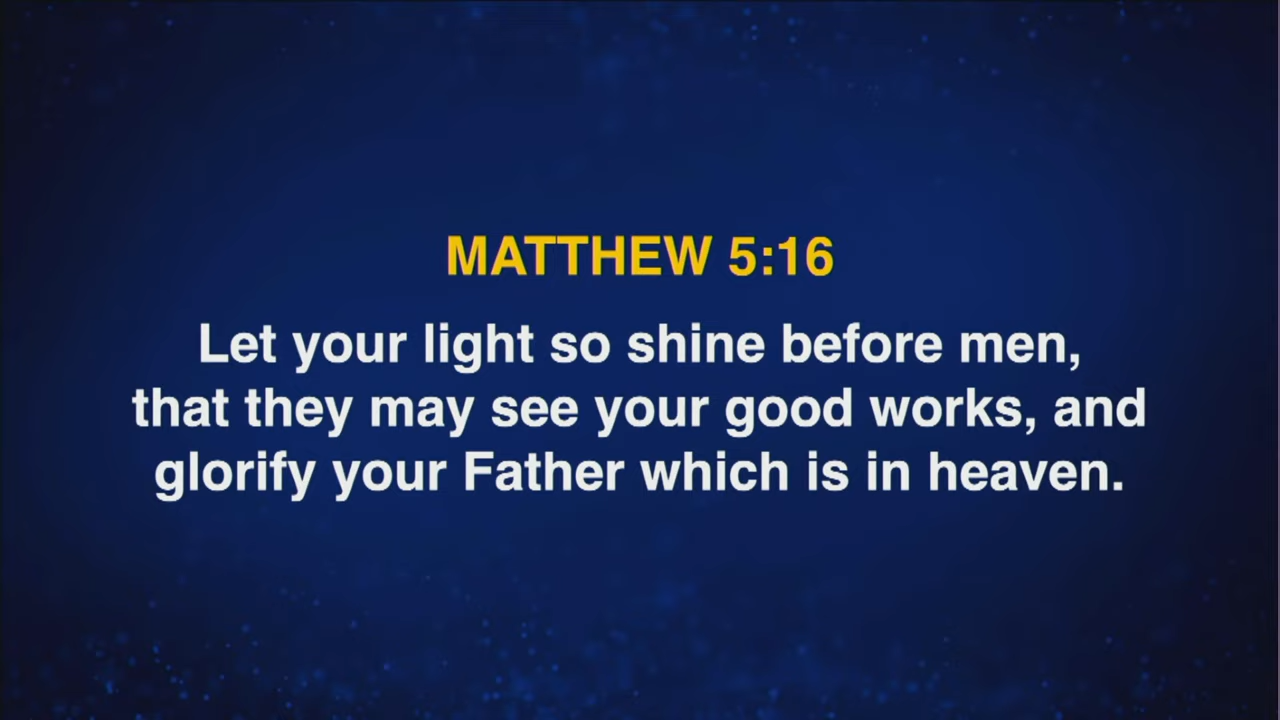 MATTHEW 5:16
Let your light so shine before men,
that they may see your good works, and
glorify your Father which is in heaven.